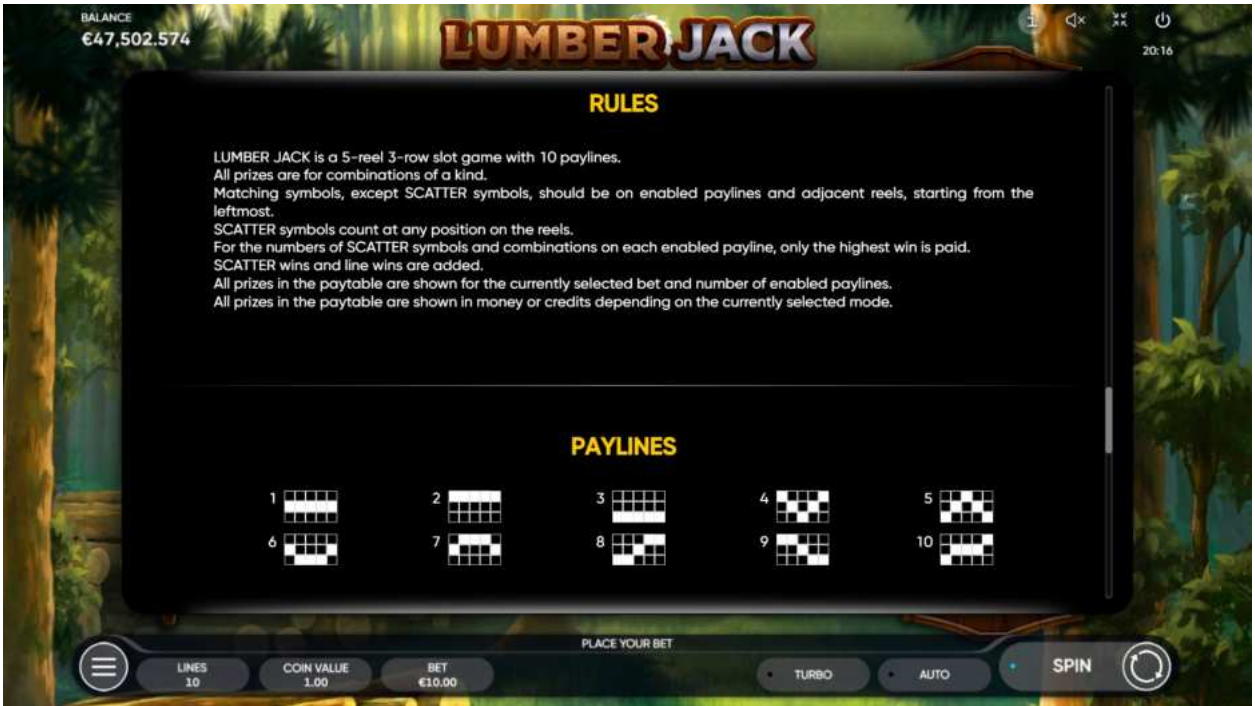 BALANCE
€47,502.574
LUMBER JACK
20:16
RULES
LUMBER JACK is a 5-reel 3-row slot game with 10 paylines.
All prizes are for combinations of a kind.
Matching symbols, except SCATTER symbols, should be on enabled paylines and adjacent reels, starting from the
leftmost.
SCATTER symbols count at any position on the reels.
For the numbers of SCATTER symbols and combinations on each enabled payline, only the highest win is paid.
SCATTER wins and line wins are added.
All prizes in the paytable are shown for the currently selected bet and number of enabled paylines.
All prizes in the paytable are shown in money or credits depending on the currently selected mode.
PAYLINES
1 2 3 4 5
6 7 8 9 10
PLACE YOUR BET
LINES
10
COIN VALUE
1.00
BET
€10.00
TURBO
AUTO
SPIN